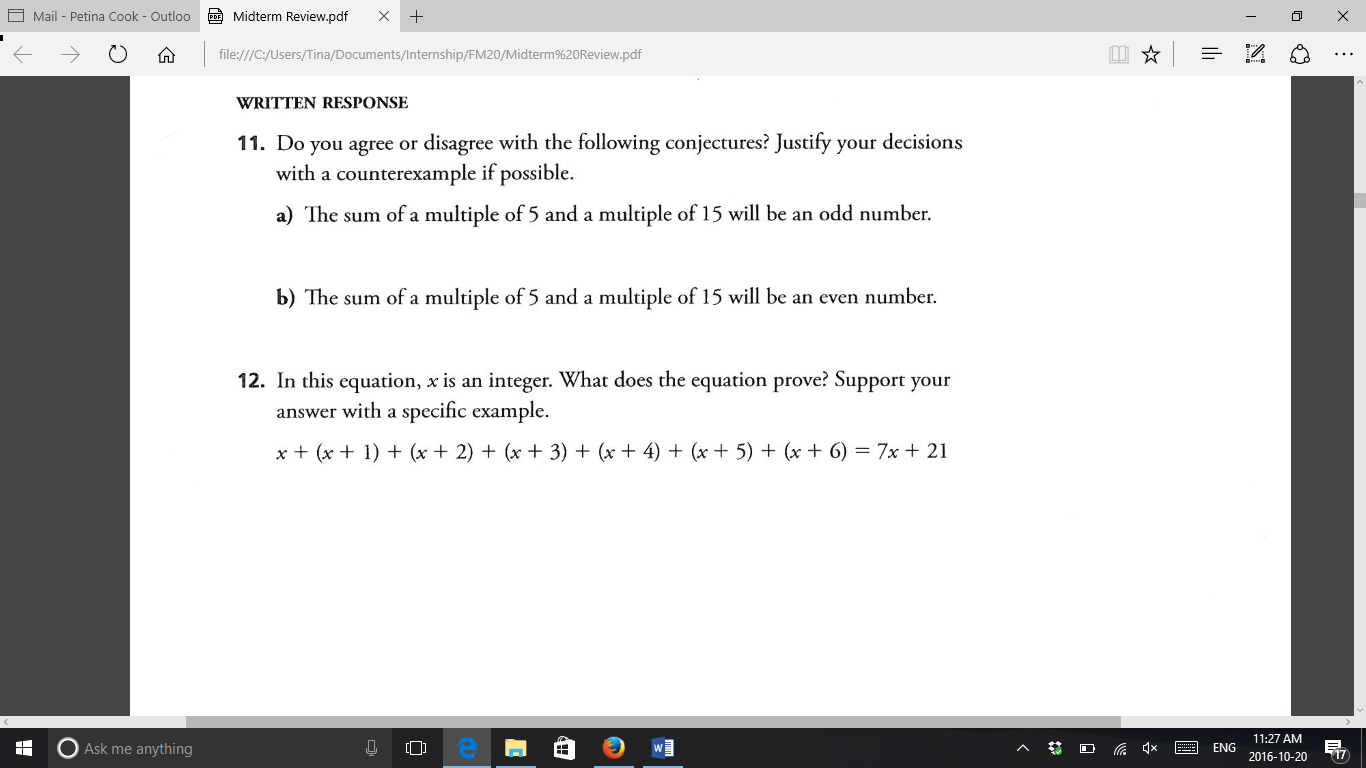 Mail - Petina Cook - Outloo
Midterm Review.pdf
file:///C:/Users/Tina/Documents/Internship/FM20/Midterm%20Review.pdf
WRITTEN RESPONSE
11. Do you agree or disagree with the following conjectures? Justify your decisions
with a counterexample if possible.
a) The sum of a multiple of 5 and a multiple of 15 will be an odd number.
b) The sum of a multiple of 5 and a multiple of 15 will be an even number.
12. In this equation, x is an integer. What does the equation prove? Support your
answer with a specific example.
x + (x + 1) + (x + 2) + (x + 3) + (x + 4) + (x + 5) + (x + 6) = 7x + 21
Ask me anything
ENG
11:27 AM
2016-10-20
17